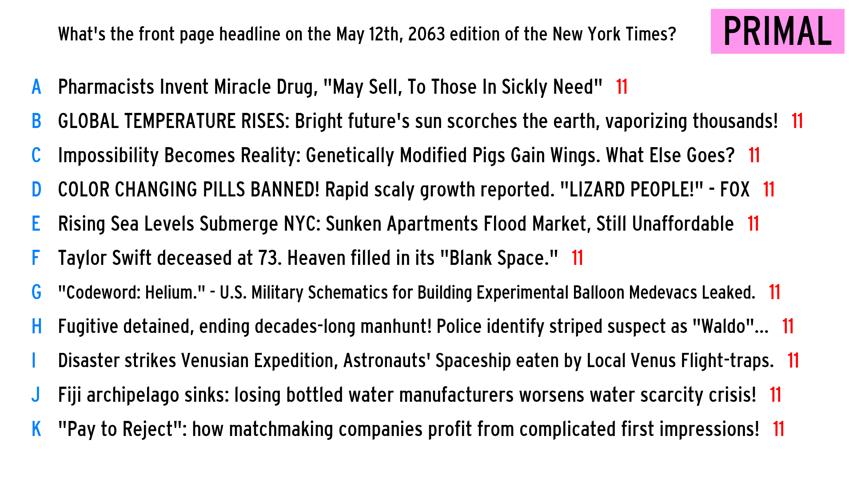 What's the front page headline on the May 12th, 2063 edition of the New York Times?
PRIMAL
A Pharmacists Invent Miracle Drug, "May Sell, To Those In Sickly Need" 11
B GLOBAL TEMPERATURE RISES: Bright future's sun scorches the earth, vaporizing thousands! 11
C Impossibility Becomes Reality: Genetically Modified Pigs Gain Wings. What Else Goes? 11
D COLOR CHANGING PILLS BANNED! Rapid scaly growth reported. "LIZARD PEOPLE!" - FOX 11
E Rising Sea Levels Submerge NYC: Sunken Apartments Flood Market, Still Unaffordable 11
F Taylor Swift deceased at 73. Heaven filled in its "Blank Space." 11
G "Codeword: Helium." - U.S. Military Schematics for Building Experimental Balloon Medevacs Leaked. 11
H Fugitive detained, ending decades-long manhunt! Police identify striped suspect as "Waldo"... 11
I Disaster strikes Venusian Expedition, Astronauts' Spaceship eaten by Local Venus Flight-traps. 11
J Fiji archipelago sinks: losing bottled water manufacturers worsens water scarcity crisis! 11
K "Pay to Reject": how matchmaking companies profit from complicated first impressions! 11